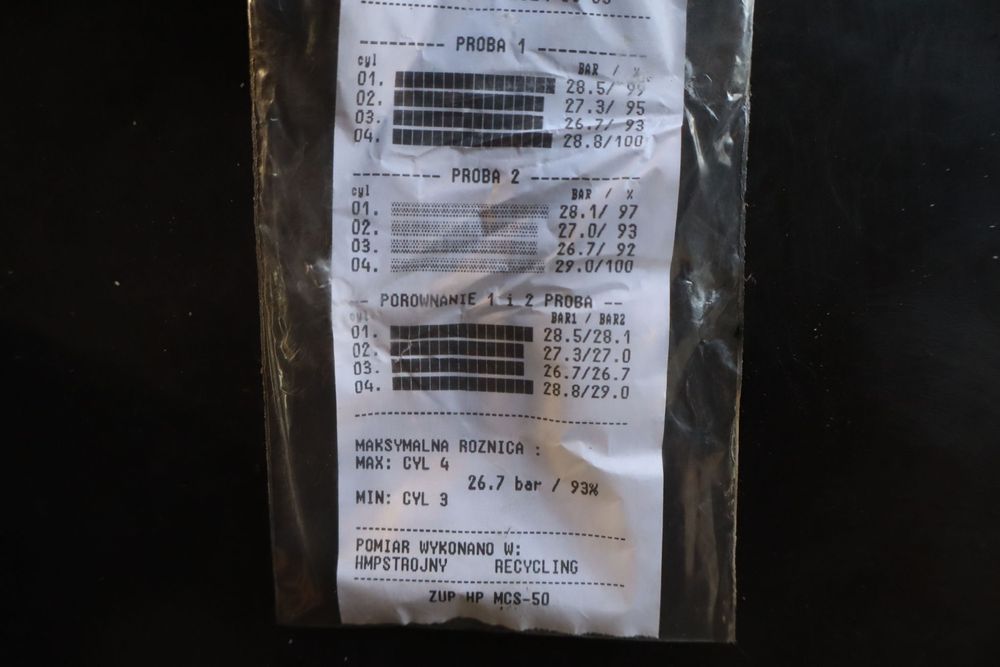 PROBA 1
cyl BAR / %
01. 28.5/ 99
02. 27.3/ 95
03. 26.7/ 93
04. 28.8/100
PROBA 2
cyl BAR / %
01. 28.1/ 97
02. 27.0/ 93
03. 26.7/ 92
04. 29.0/100
-- POROWNANIE 1 i 2 PROBA --
cyl BAR1 / BAR2
01. 28.5/28.1
02. 27.3/27.0
03. 26.7/26.7
04. 28.8/29.0
MAKSYMALNA ROZNICA :
MAX: CYL 4
26.7 bar / 93%
MIN: CYL 3
POMIAR WYKONANO W:
HMPSTROJNY RECYCLING
ZUP HP MCS-50